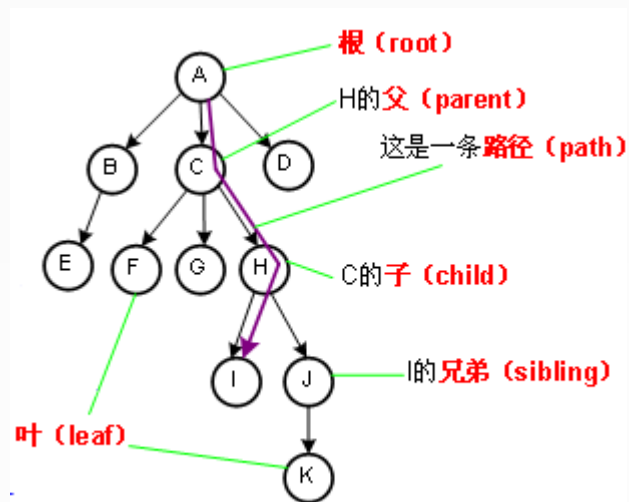 根（root）
A
H的父（parent）
这是一条路径（path）
B
C
D
E
F
G
H
C的子（child）
I
J
I的兄弟（sibling）
叶（leaf）
K